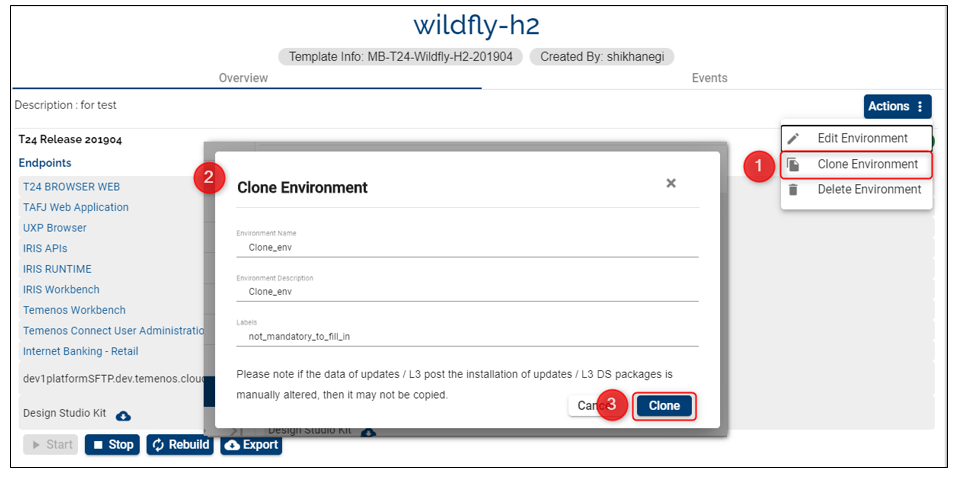 wildfly-h2
Template Info: MB-T24-Wildfly-H2-201904 Created By: shikhanegi
Overview Events
Description : for test
Actions
T24 Release 201904
Endpoints
T24 BROWSER WEB
TAFJ Web Application
UXP Browser
IRIS APIs
IRIS RUNTIME
IRIS Workbench
Temenos Workbench
Temenos Connect User Administratio
Internet Banking - Retail
dev1platformSFTP.dev.temenos.clou
Design Studio Kit
Start Stop Rebuild Export
1
Edit Environment
Clone Environment
Delete Environment
2
Clone Environment
Environment Name
Clone_env
Environment Description
Clone_env
Labels
not_mandatory_to_fill_in
Please note if the data of updates / L3 post the installation of updates / L3 DS packages is
manually altered, then it may not be copied.
3
Clone
Design Studio Kit